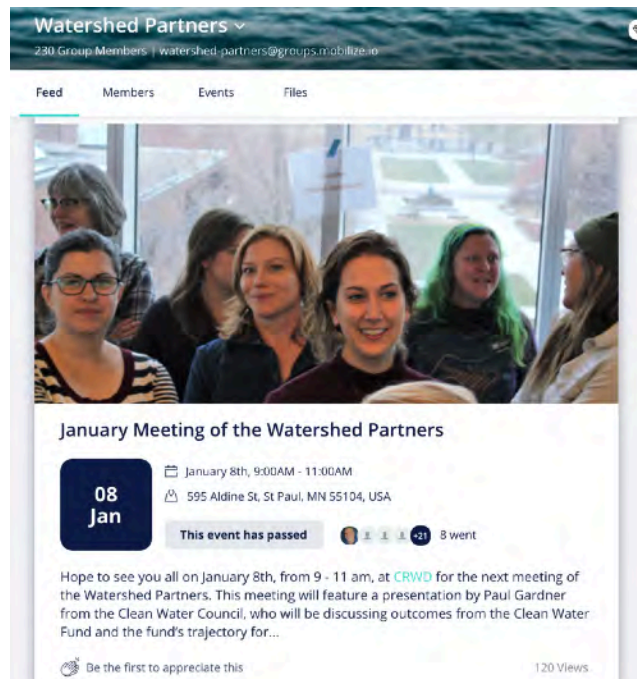 Watershed Partners
230 Group Members | watershed-partners@groups.mobilize.io
Feed Members Events Files
January Meeting of the Watershed Partners
08
Jan
January 8th, 9:00AM - 11:00AM
595 Aldine St, St Paul, MN 55104, USA
This event has passed
+21
8 went
Hope to see you all on January 8th, from 9 - 11 am, at CRWD for the next meeting of
the Watershed Partners. This meeting will feature a presentation by Paul Gardner
from the Clean Water Council, who will be discussing outcomes from the Clean Water
Fund and the fund's trajectory for...
Be the first to appreciate this
120 Views